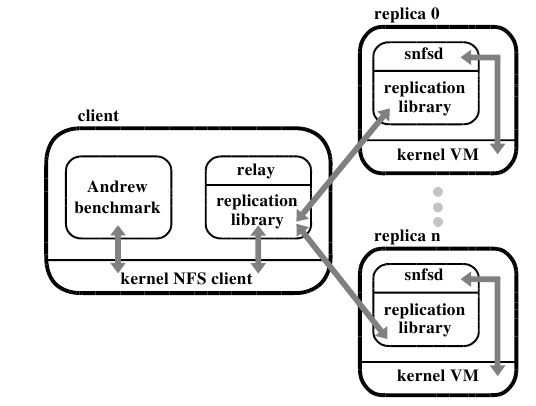 replica 0
snfsd
replication
library
kernel VM
client
Andrew
benchmark
relay
replication
library
kernel NFS client
replica n
snfsd
replication
library
kernel VM